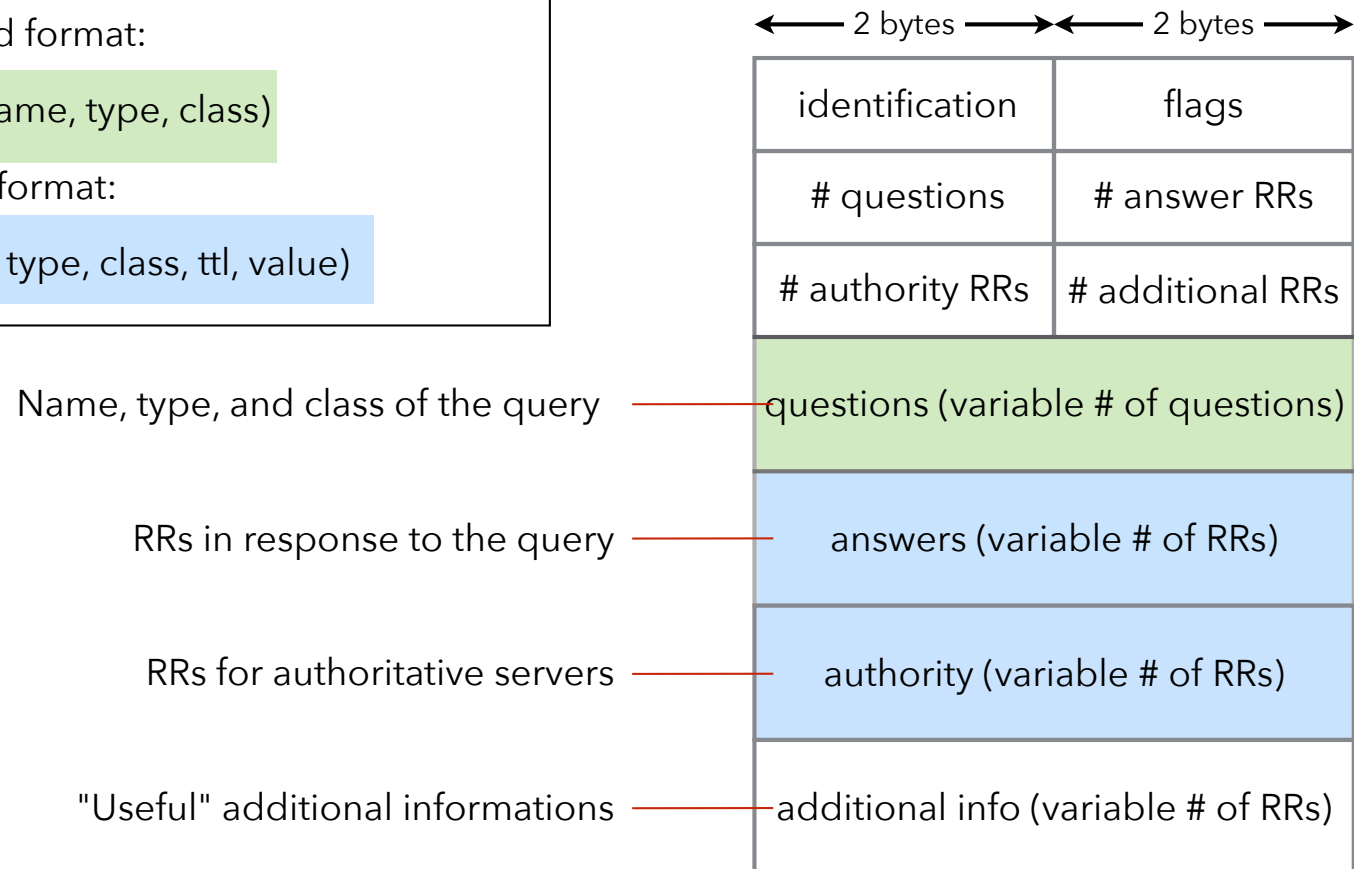 d format:
ame, type, class)
format:
type, class, ttl, value)
2 bytes 2 bytes
identification flags
# questions # answer RRs
# authority RRs # additional RRs
Name, type, and class of the query questions (variable # of questions)
RRs in response to the query answers (variable # of RRs)
RRs for authoritative servers authority (variable # of RRs)
"Useful" additional informations additional info (variable # of RRs)